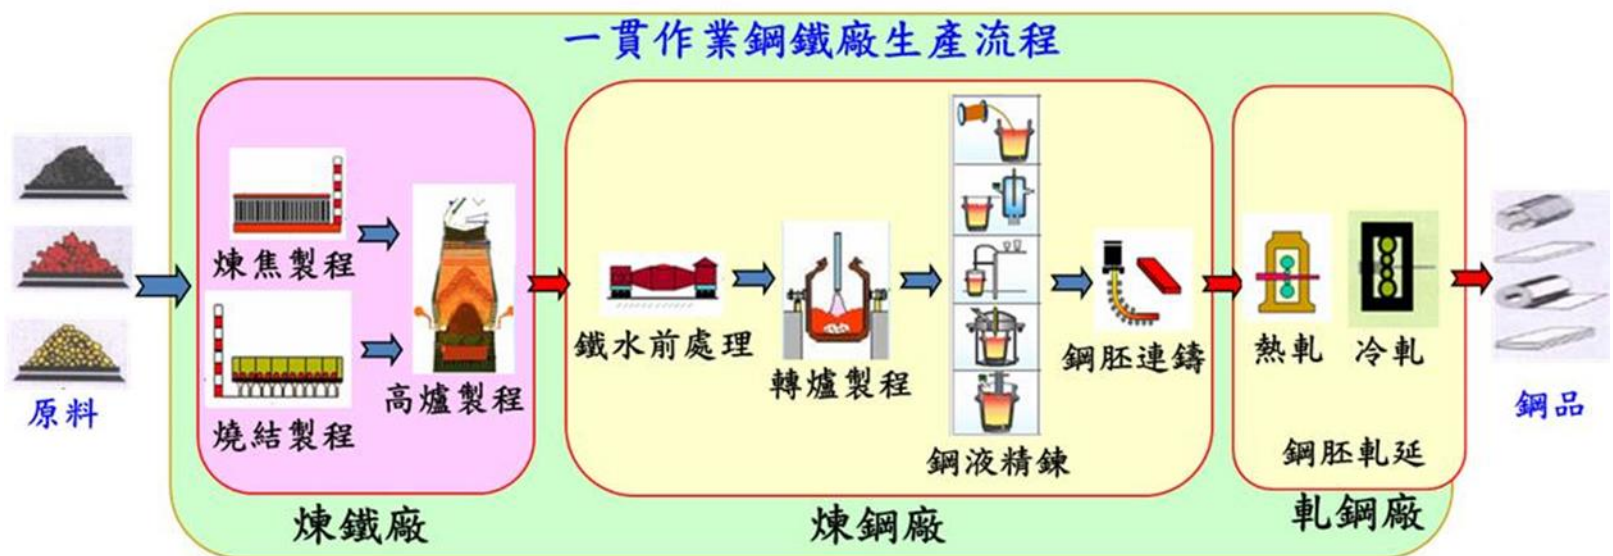 一貫作業鋼鐵廠生產流程
原料
煉焦製程
燒結製程
高爐製程
煉鐵廠
鐵水前處理
轉爐製程
鋼液精鍊
鋼胚連鑄
煉鋼廠
熱軋
冷軋
鋼胚軋延
軋鋼廠
鋼品